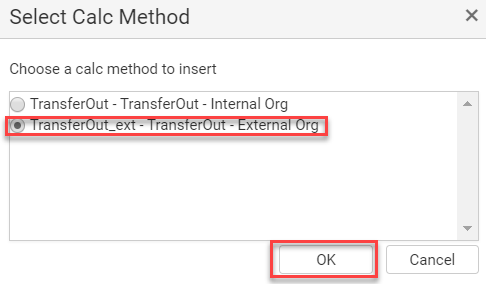 Select Calc Method
Choose a calc method to insert
TransferOut - TransferOut - Internal Org
TransferOut_ext - TransferOut - External Org
OK
Cancel